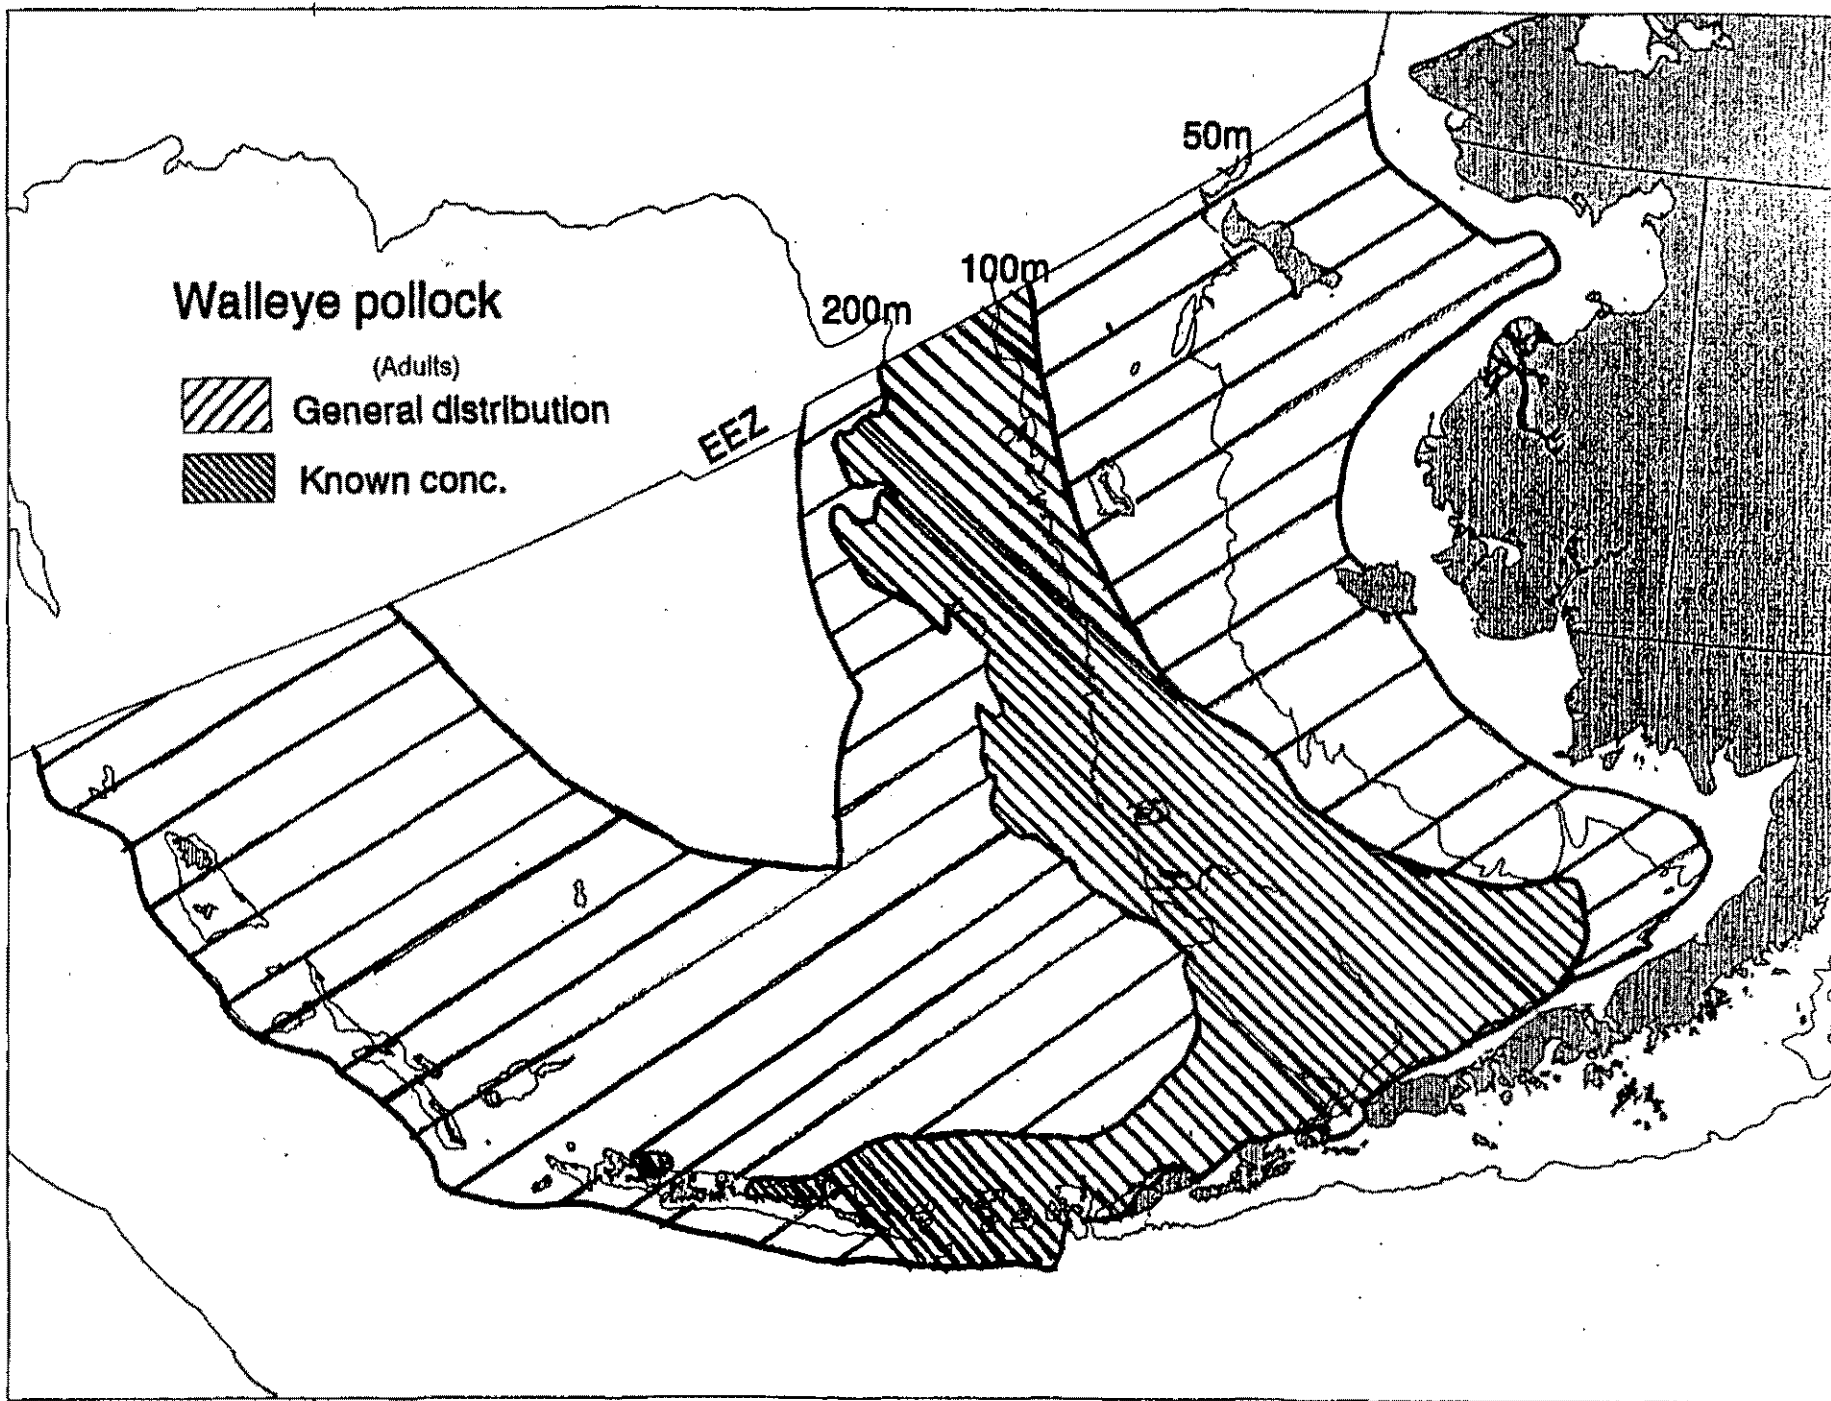 50m
100m
200m
Walleye pollock
(Adults)
General distribution
EEZ
Known conc.